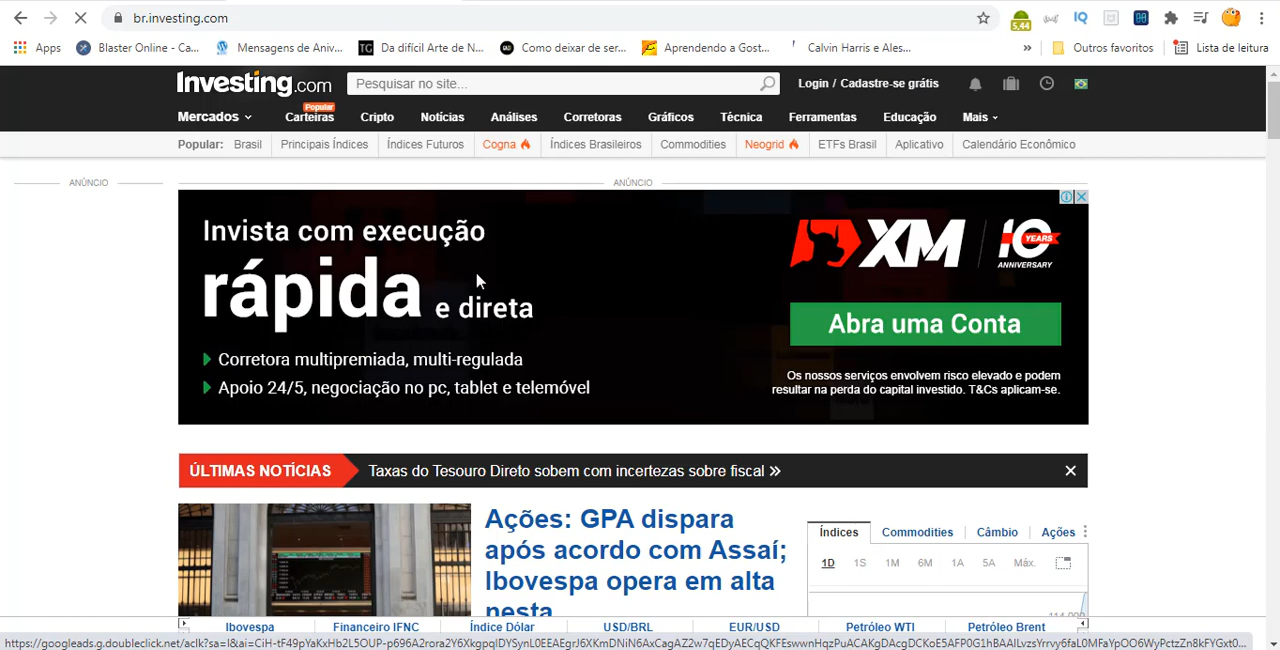 br.investing.com
5,44
IQ
Apps
Blaster Online - Ca...
Mensagens de Aniv...
TG
Da difícil Arte de N...
Como deixar de ser...
Aprendendo a Gost...
Calvin Harris e Ales...
»
Outros favoritos
Lista de leitura
Investing.com
Pesquisar no site...
Login / Cadastre-se grátis
Popular
Mercados
Carteiras
Cripto
Notícias
Análises
Corretoras
Gráficos
Técnica
Ferramentas
Educação
Mais
Popular:
Brasil
Principais Índices
Índices Futuros
Cogna
Índices Brasileiros
Commodities
Neogrid
ETFs Brasil
Aplicativo
Calendário Econômico
ANÚNCIO
ANÚNCIO
Invista com execução
rápida e direta
Corretora multipremiada, multi-regulada
Apoio 24/5, negociação no pc, tablet e telemóvel
XM
10 YEARS
ANNIVERSARY
Abra uma Conta
Os nossos serviços envolvem risco elevado e podem
resultar na perda do capital investido. T&Cs aplicam-se.
ÚLTIMAS NOTÍCIAS
Taxas do Tesouro Direto sobem com incertezas sobre fiscal »
Ações: GPA dispara
após acordo com Assaí;
Ibovespa opera em alta
nesta
Índices
Commodities
Câmbio
Ações
1D
1S
1M
6M
1A
5A
Máx.
114.000
Ibovespa
Financeiro IFNC
Índice Dólar
USD/BRL
EUR/USD
Petróleo WTI
Petróleo Brent